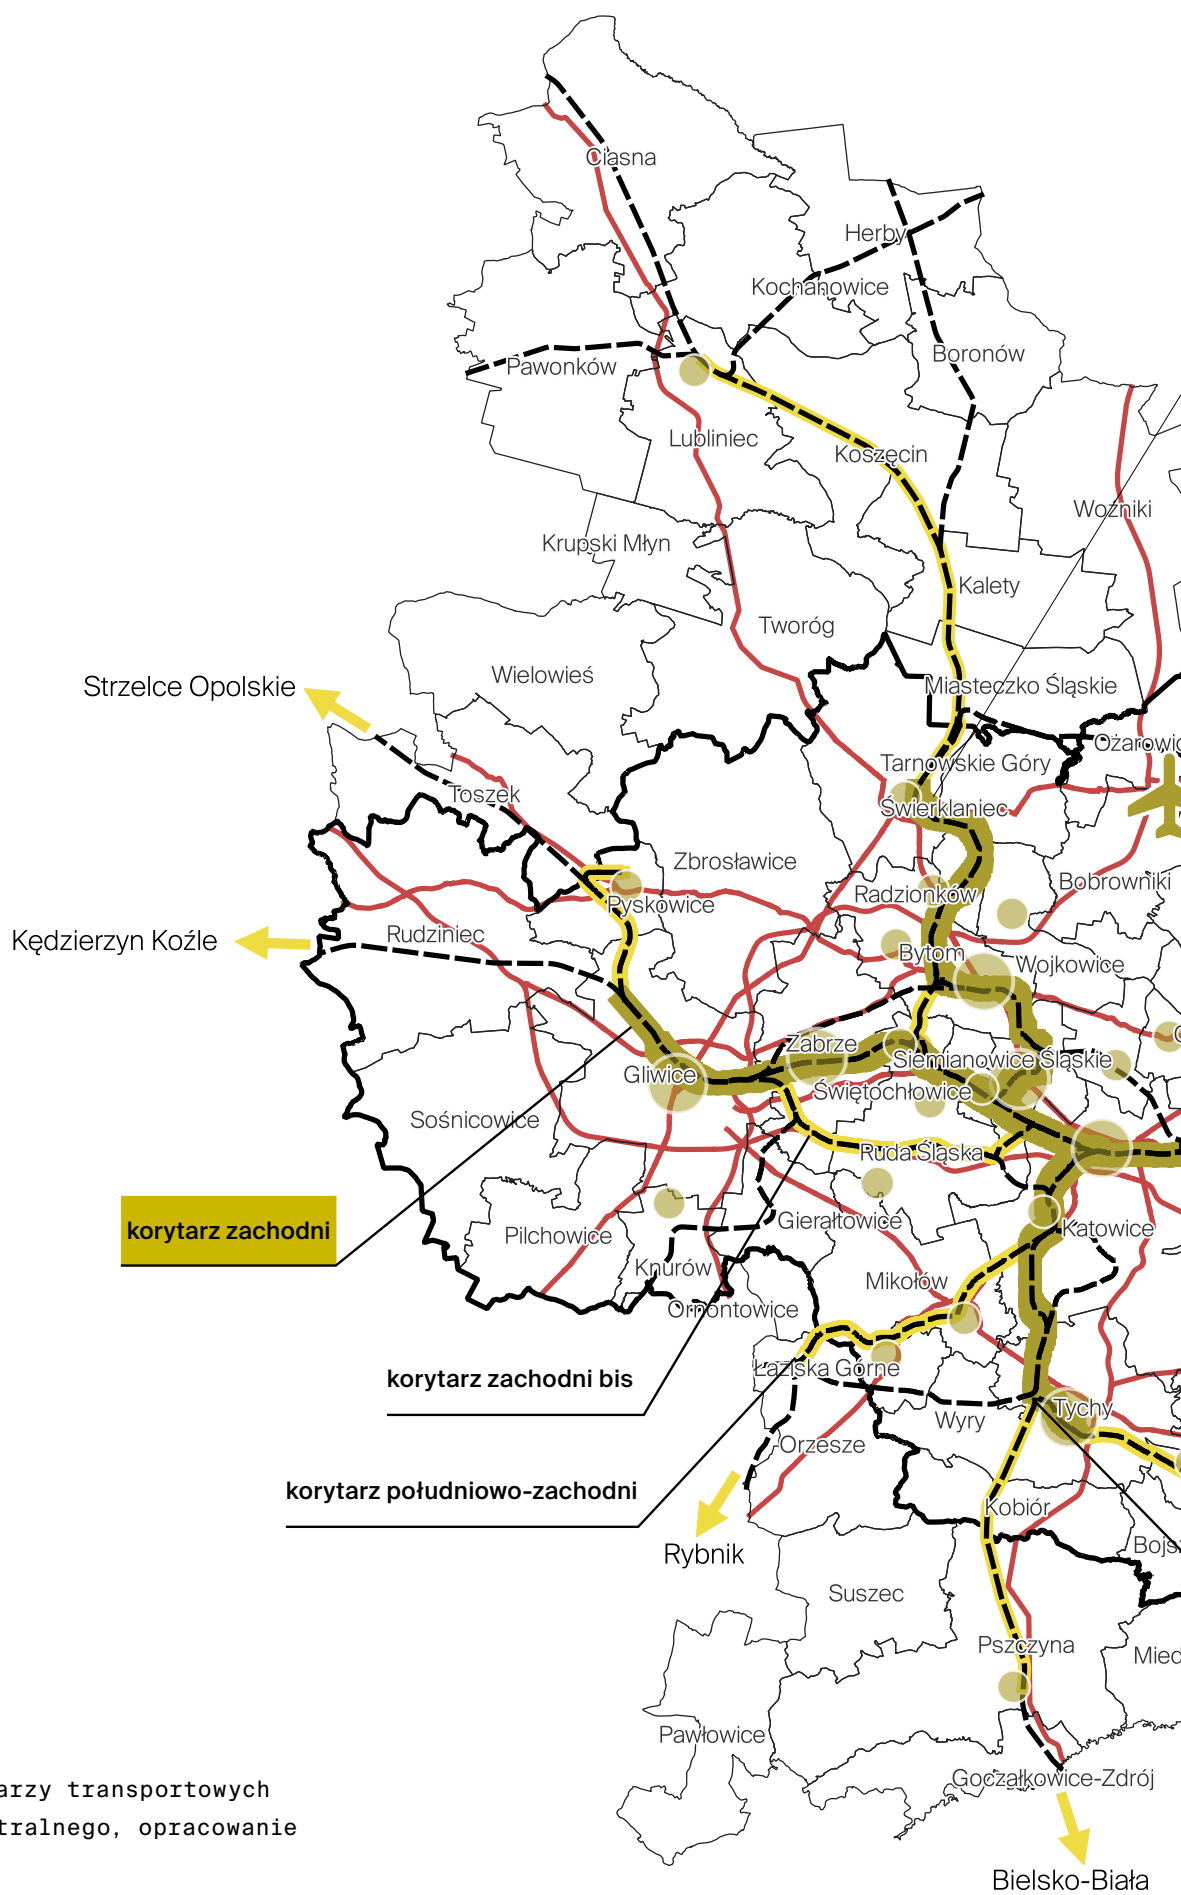 Ciasna
Herby
Kochanowice
Boronów
Pawonków
Lubliniec
Koszęcin
Woźniki
Krupski Młyn
Kalety
Tworóg
Wielowieś
Strzelce Opolskie
Miasteczko Śląskie
Ożarowic
Tarnowskie Góry
Toszek
Świerklaniec
Zbrosławice
Bobrowniki
Radzionków
Pyskowice
Rudziniec
Kędzierzyn Koźle
Bytom
Wojkowice
Zabrze
Siemianowice Śląskie
Gliwice
Świętochłowice
Sośnicowice
Ruda Śląska
korytarz zachodni
Gierałtowice
Katowice
Pilchowice
Knurów
Mikołów
Ornontowice
Łaziska Górne
korytarz zachodni bis
Tychy
Wyry
Orzesze
korytarz południowo-zachodni
Kobiór
Bojs
Rybnik
Suszec
Pszczyna
Mied
Pawłowice
Goczałkowice-Zdrój
arzy transportowych
tralnego, opracowanie
Bielsko-Biała